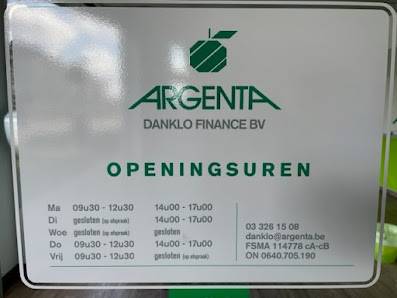 ARGENTA
DANKLO FINANCE BV
OPENINGSUREN
Ma 09u30 - 12u30 14u00 - 17u00
Di gesloten (op afspraak) 14u00 - 17u00
Woe gesloten (op afspraak) gesloten
Do 09u30 - 12u30 14u00 - 17u00
Vrij 09u30 - 12u30 gesloten (op afspraak)
03 326 15 08
danklo@argenta.be
FSMA 114778 cA-cB
ON 0640.705.190